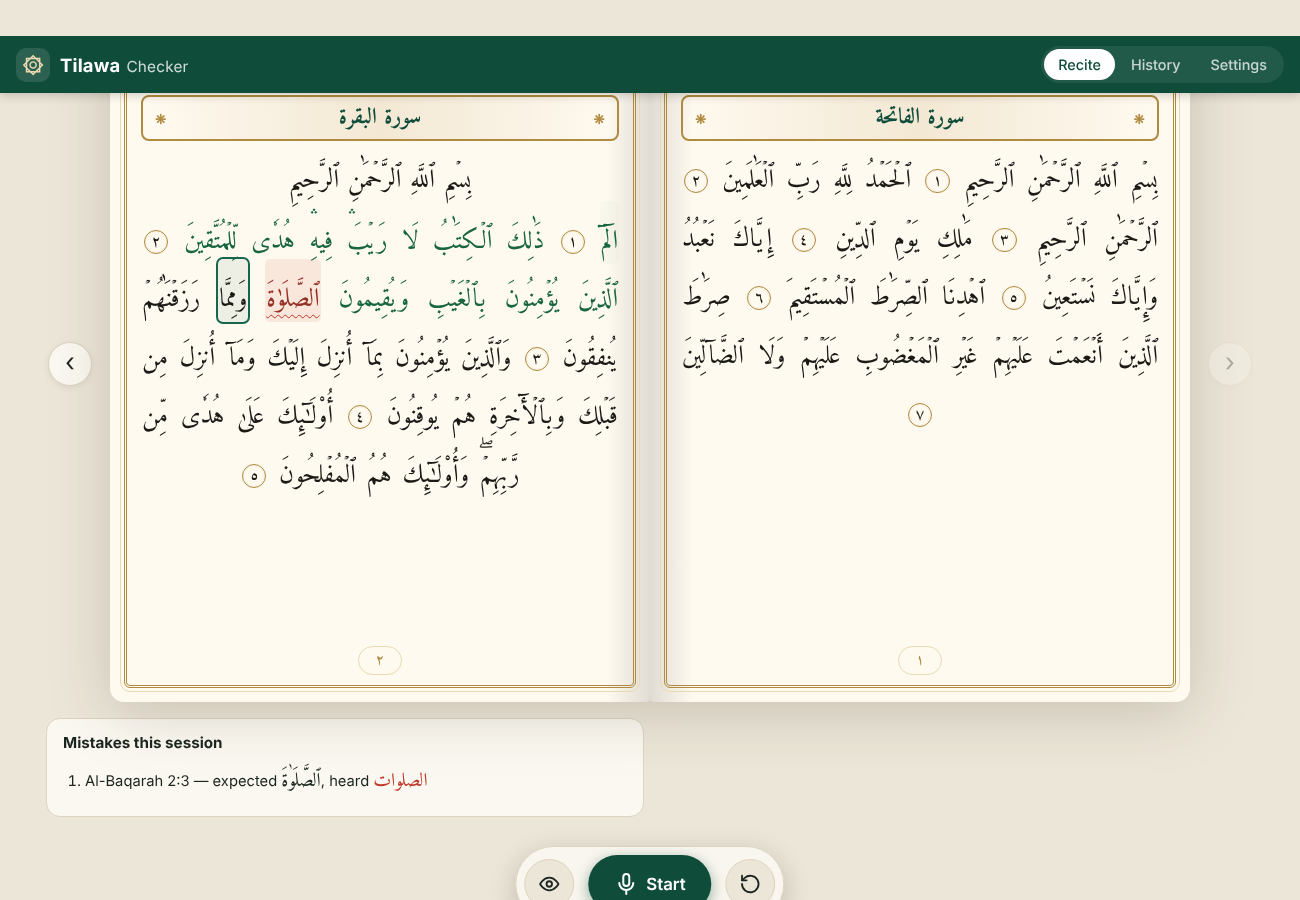 Tilawa Checker
Recite History Settings
سورة الفاتحة
بِسۡمِ ٱللَّهِ ٱلرَّحۡمَٰنِ ٱلرَّحِيمِ ١ ٱلۡحَمۡدُ لِلَّهِ رَبِّ ٱلۡعَٰلَمِينَ ٢
ٱلرَّحۡمَٰنِ ٱلرَّحِيمِ ٣ مَٰلِكِ يَوۡمِ ٱلدِّينِ ٤ إِيَّاكَ نَعۡبُدُ
وَإِيَّاكَ نَسۡتَعِينُ ٥ ٱهۡدِنَا ٱلصِّرَٰطَ ٱلۡمُسۡتَقِيمَ ٦ صِرَٰطَ
ٱلَّذِينَ أَنۡعَمۡتَ عَلَيۡهِمۡ غَيۡرِ ٱلۡمَغۡضُوبِ عَلَيۡهِمۡ وَلَا ٱلضَّآلِّينَ
٧
١
سورة البقرة
بِسۡمِ ٱللَّهِ ٱلرَّحۡمَٰنِ ٱلرَّحِيمِ
الٓمٓ ١ ذَٰلِكَ ٱلۡكِتَٰبُ لَا رَيۡبَۛ فِيهِۛ هُدٗى لِّلۡمُتَّقِينَ ٢
ٱلَّذِينَ يُؤۡمِنُونَ بِٱلۡغَيۡبِ وَيُقِيمُونَ ٱلصَّلَوٰةَ وَمِمَّا رَزَقۡنَٰهُمۡ
يُنفِقُونَ ٣ وَٱلَّذِينَ يُؤۡمِنُونَ بِمَآ أُنزِلَ إِلَيۡكَ وَمَآ أُنزِلَ مِن
قَبۡلِكَ وَبِٱلۡأٓخِرَةِ هُمۡ يُوقِنُونَ ٤ أُوْلَٰٓئِكَ عَلَىٰ هُدٗى مِّن
رَّبِّهِمۡۖ وَأُوْلَٰٓئِكَ هُمُ ٱلۡمُفۡلِحُونَ ٥
٢
Mistakes this session
1. Al-Baqarah 2:3 — expected ٱلصَّلَوٰةَ, heard الصلوات
Start